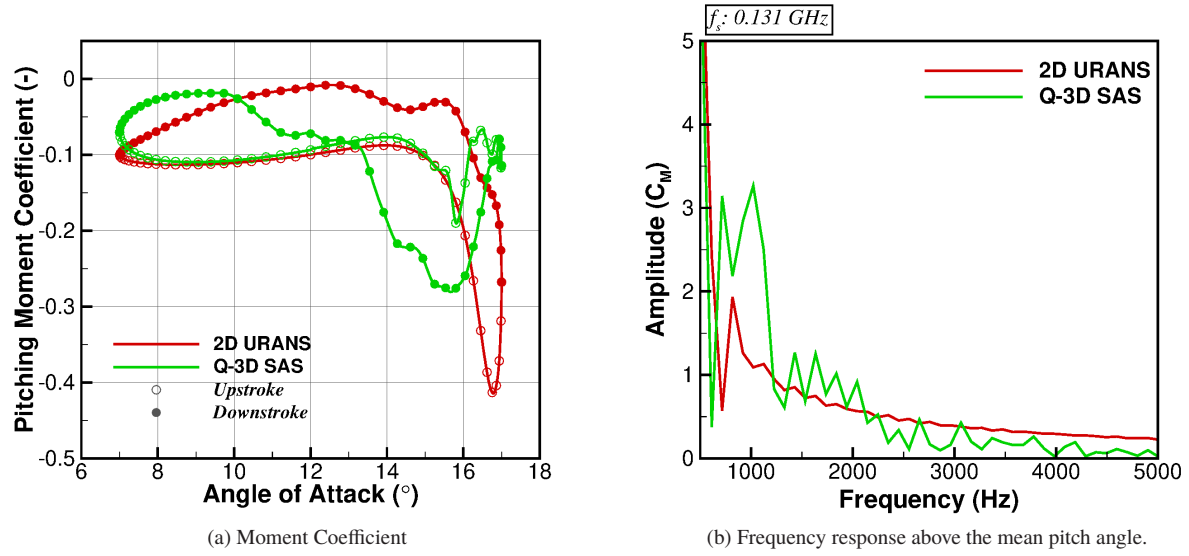 0
-0.1
-0.2
-0.3
-0.4
-0.5
Pitching Moment Coefficient (-)
2D URANS
Q-3D SAS
Upstroke
Downstroke
6 8 10 12 14 16 18
Angle of Attack (°)
(a) Moment Coefficient
f_s: 0.131 GHz
5
4
3
2
1
0
Amplitude (C_M)
2D URANS
Q-3D SAS
1000 2000 3000 4000 5000
Frequency (Hz)
(b) Frequency response above the mean pitch angle.